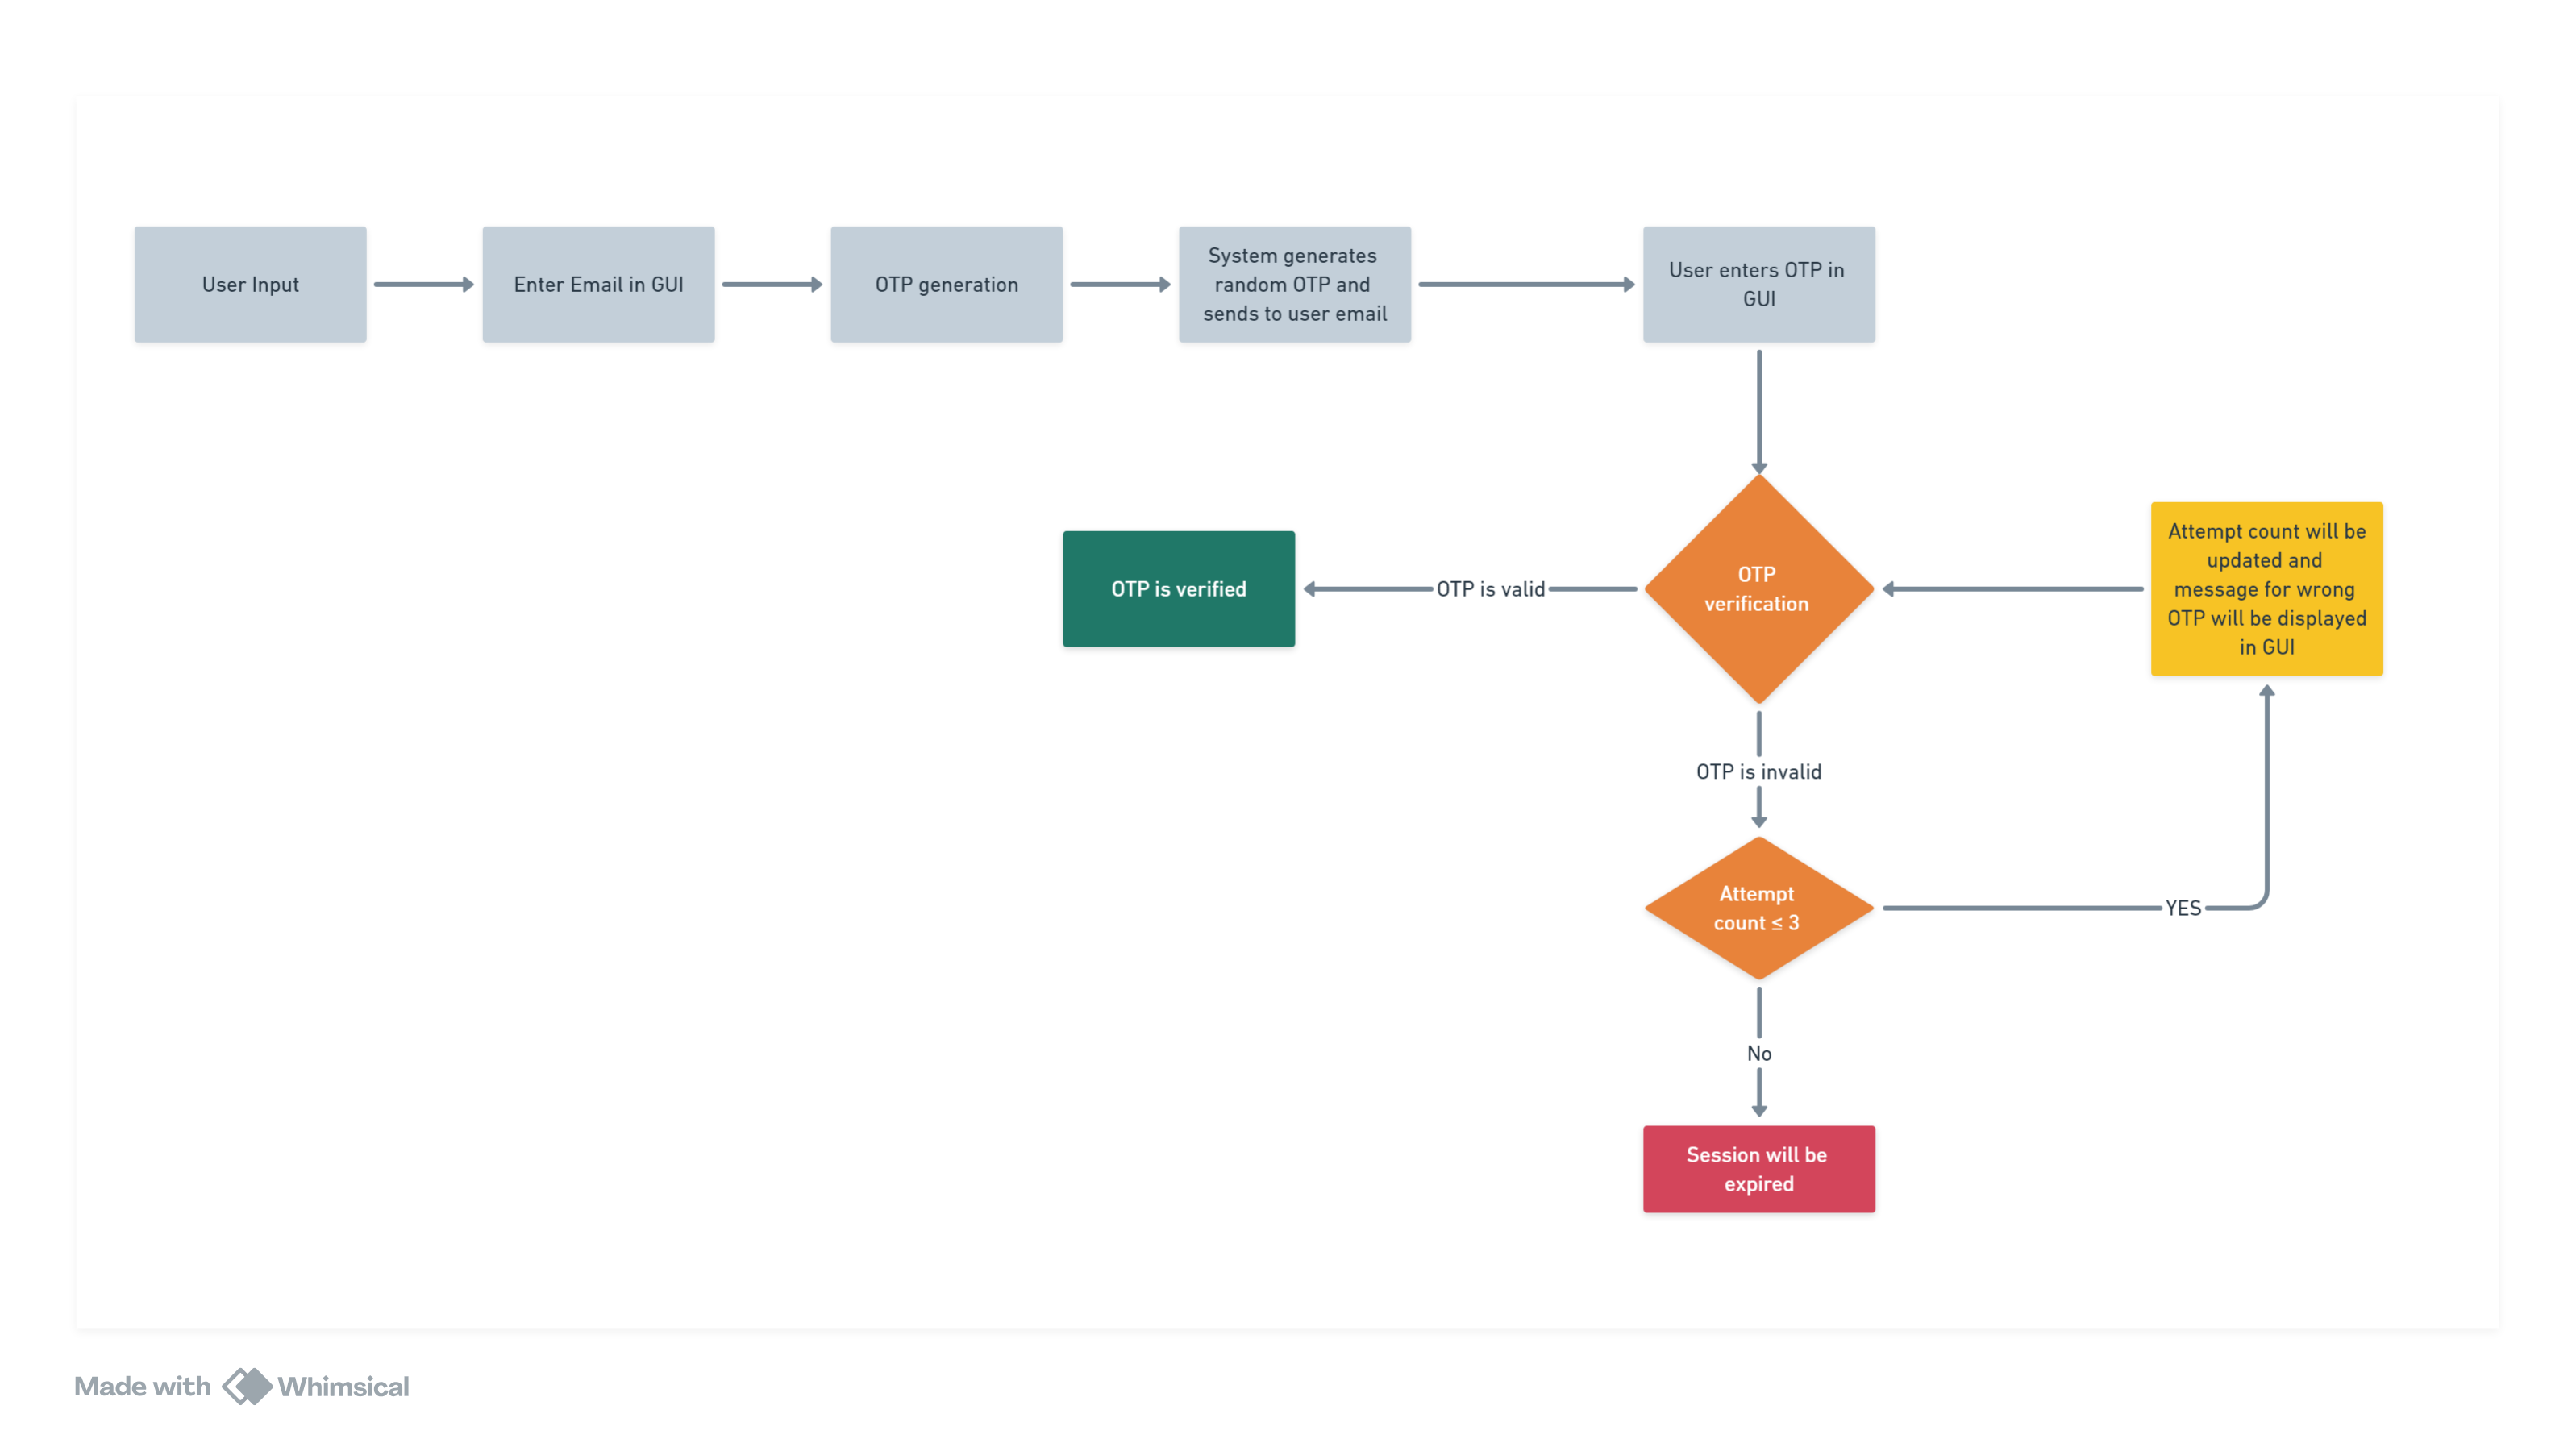 User Input
Enter Email in GUI
OTP generation
System generates
random OTP and
sends to user email
User enters OTP in
GUI
OTP is verified
OTP is valid
OTP
verification
Attempt count will be
updated and
message for wrong
OTP will be displayed
in GUI
OTP is invalid
Attempt
count ≤ 3
YES
No
Session will be
expired
Made with Whimsical